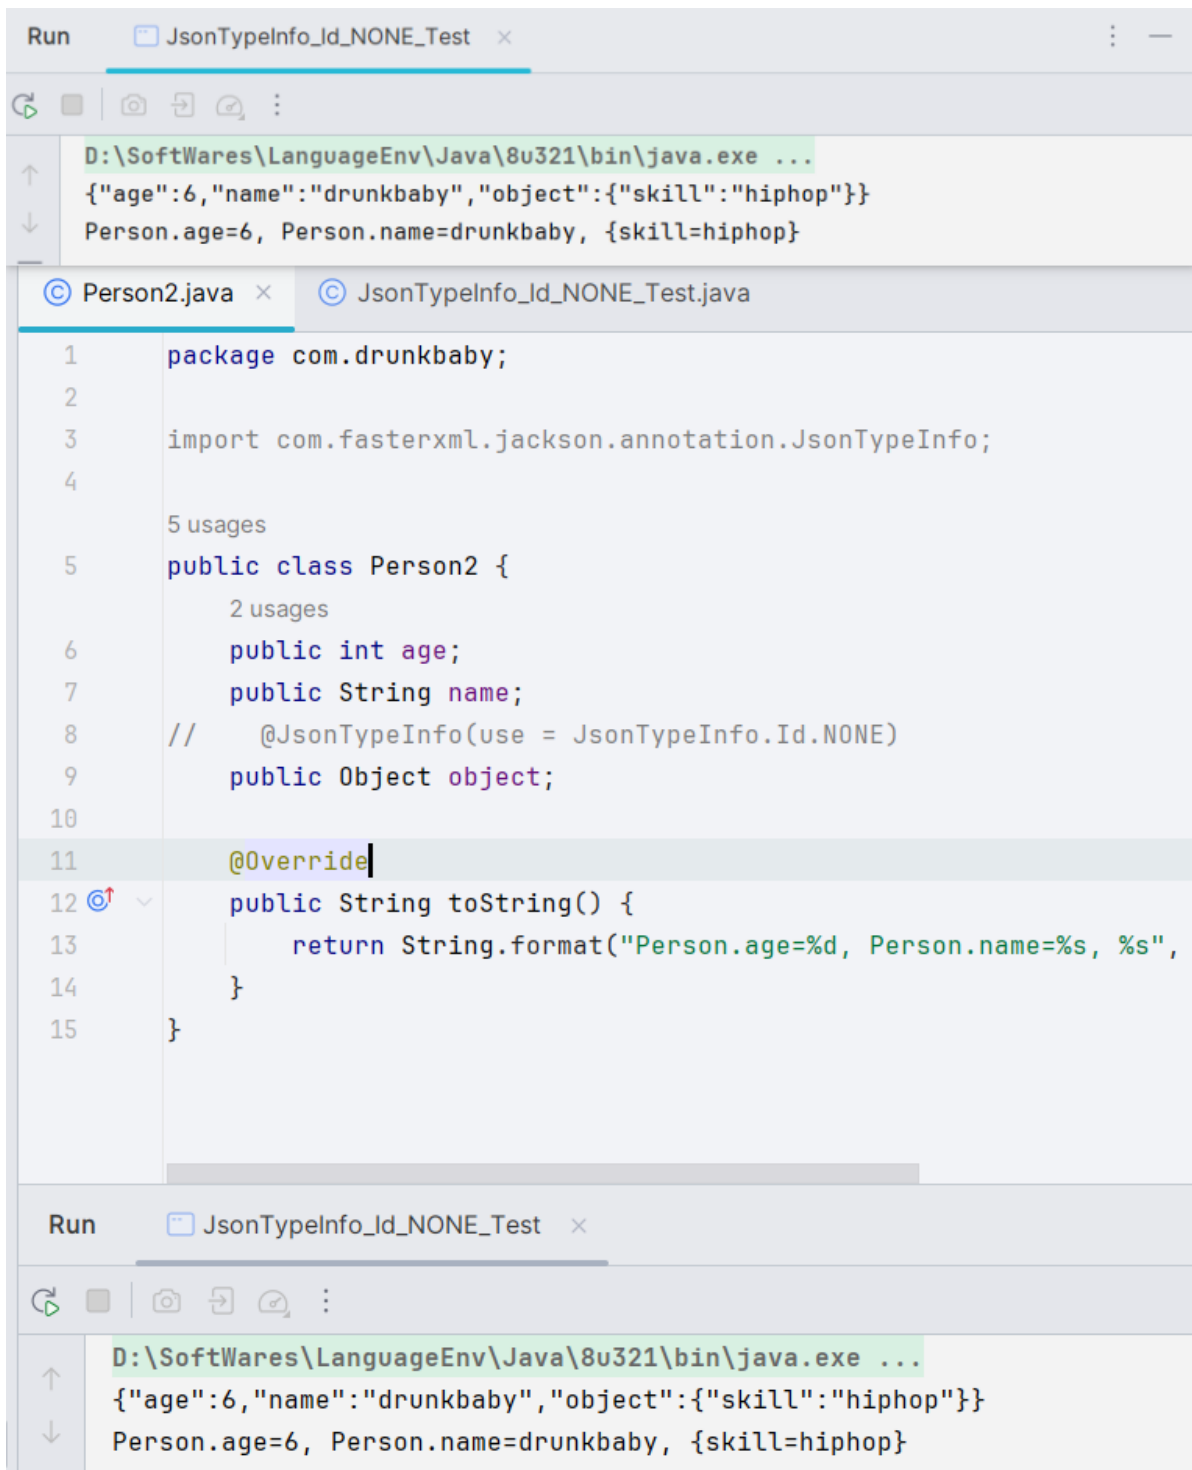 Run JsonTypeInfo_Id_NONE_Test
D:\SoftWares\LanguageEnv\Java\8u321\bin\java.exe ...
{"age":6,"name":"drunkbaby","object":{"skill":"hiphop"}}
Person.age=6, Person.name=drunkbaby, {skill=hiphop}
Person2.java JsonTypeInfo_Id_NONE_Test.java
1 package com.drunkbaby;
2
3 import com.fasterxml.jackson.annotation.JsonTypeInfo;
4
5 usages
5 public class Person2 {
2 usages
6 public int age;
7 public String name;
8 // @JsonTypeInfo(use = JsonTypeInfo.Id.NONE)
9 public Object object;
10
11 @Override
12 public String toString() {
13 return String.format("Person.age=%d, Person.name=%s, %s",
14 }
15 }
Run JsonTypeInfo_Id_NONE_Test
D:\SoftWares\LanguageEnv\Java\8u321\bin\java.exe ...
{"age":6,"name":"drunkbaby","object":{"skill":"hiphop"}}
Person.age=6, Person.name=drunkbaby, {skill=hiphop}